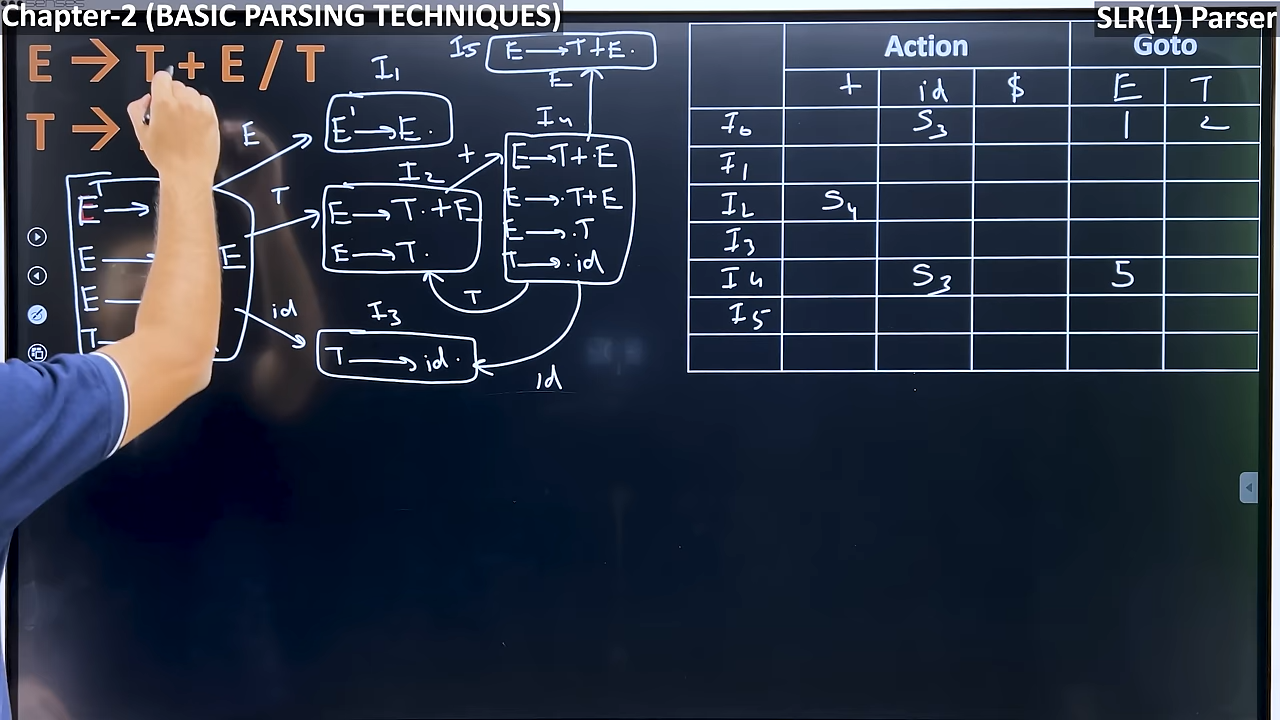 Chapter-2 (BASIC PARSING TECHNIQUES)
SLR(1) Parser
E → T + E / T
T →
E
T
id
I1
E' → E.
I2
E → T. + E
E → T.
I3
T → id.
+
I4
E → T + .E
E → .T+E
E → .T
T → .id
E
I5
E → T+E.
T
id
E →
E → E
E →
T
Action Goto
+ id $ E T
I0 S3 1 2
I1
I2 S4
I3
I4 S3 5
I5